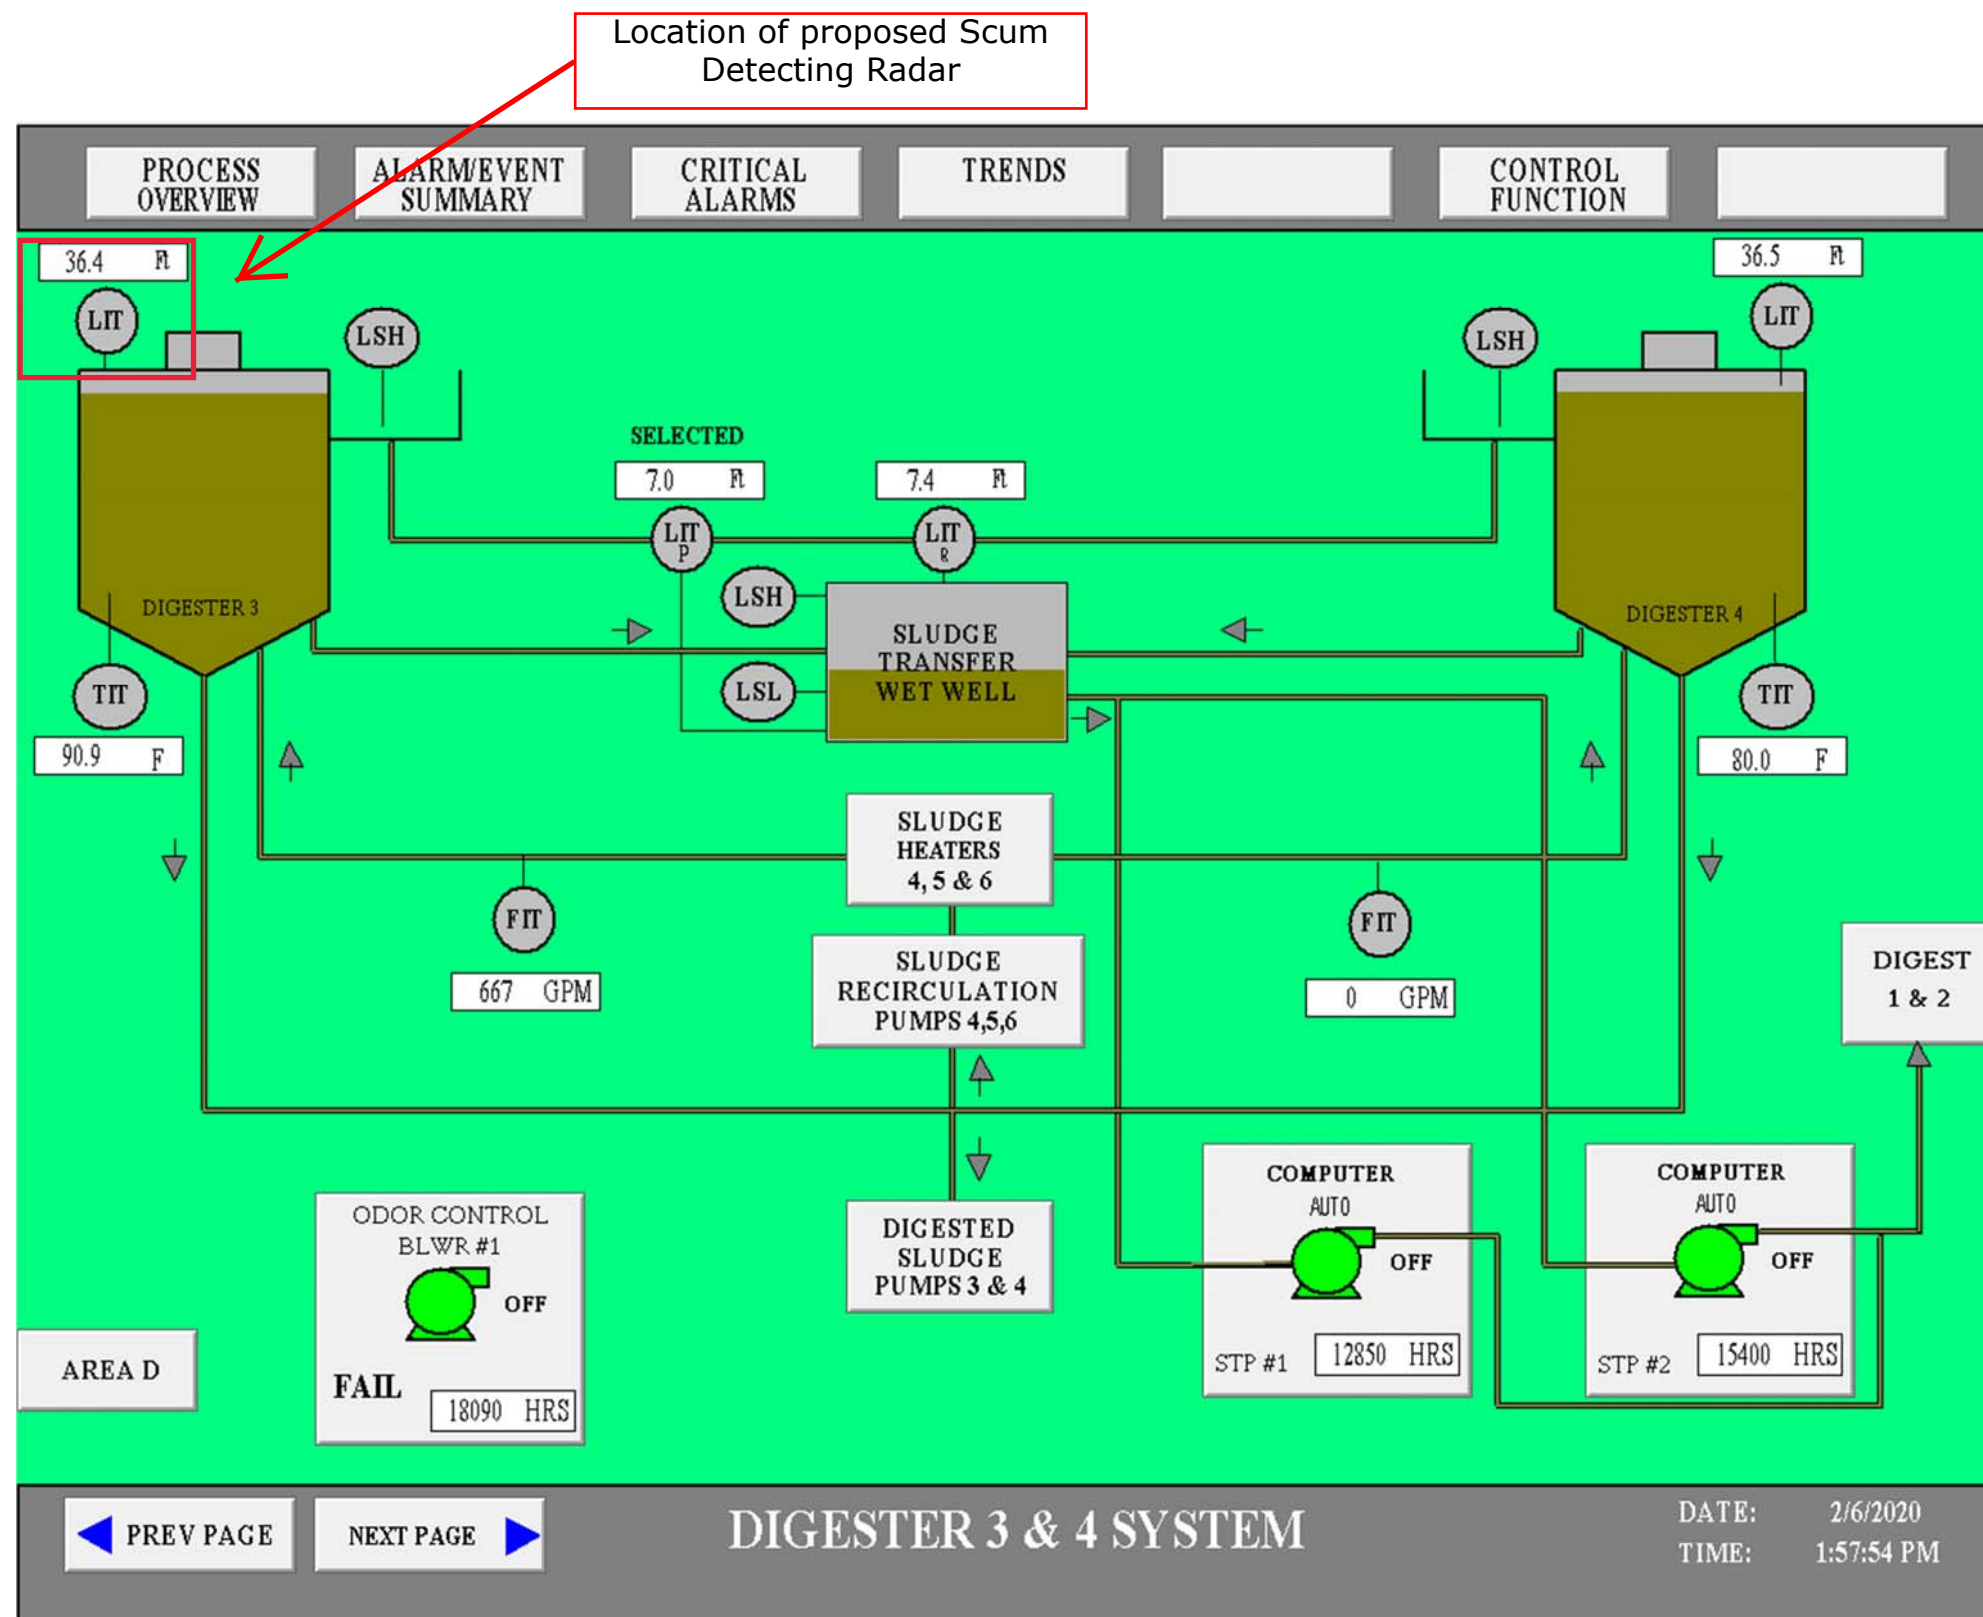 Location of proposed Scum
Detecting Radar
PROCESS
OVERVIEW
ALARM/EVENT
SUMMARY
CRITICAL
ALARMS
TRENDS
CONTROL
FUNCTION
36.4 Ft
LIT
LSH
36.5 Ft
LIT
LSH
SELECTED
7.0 Ft
7.4 Ft
LIT
P
LIT
R
LSH
LSL
SLUDGE
TRANSFER
WET WELL
DIGESTER 3
DIGESTER 4
TIT
90.9 F
TIT
80.0 F
SLUDGE
HEATERS
4, 5 & 6
FIT
667 GPM
FIT
0 GPM
SLUDGE
RECIRCULATION
PUMPS 4,5,6
DIGEST
1 & 2
ODOR CONTROL
BLWR #1
OFF
FAIL
18090 HRS
DIGESTED
SLUDGE
PUMPS 3 & 4
COMPUTER
AUTO
OFF
STP #1
12850 HRS
COMPUTER
AUTO
OFF
STP #2
15400 HRS
AREA D
PREV PAGE
NEXT PAGE
DIGESTER 3 & 4 SYSTEM
DATE: 2/6/2020
TIME: 1:57:54 PM